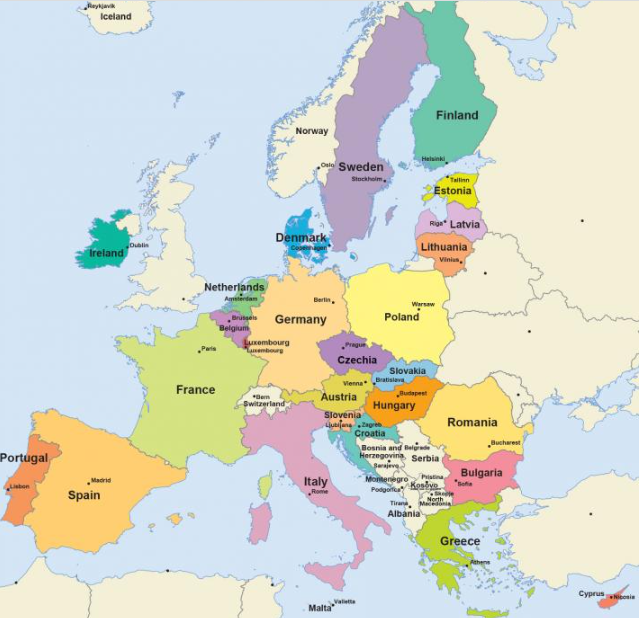 Reykjavik
Iceland
Norway
Oslo
Sweden
Stockholm
Finland
Helsinki
Tallinn
Estonia
Riga
Latvia
Lithuania
Vilnius
Denmark
Copenhagen
Dublin
Ireland
Netherlands
Amsterdam
Brussels
Belgium
Luxembourg
Luxembourg
Berlin
Germany
Warsaw
Poland
Prague
Czechia
Paris
France
Bern
Switzerland
Vienna
Austria
Slovakia
Bratislava
Budapest
Hungary
Slovenia
Ljubljana
Zagreb
Croatia
Romania
Bucharest
Bosnia and
Herzegovina
Sarajevo
Belgrade
Serbia
Montenegro
Podgorica
Pristina
Kosovo
Skopje
North
Macedonia
Tirana
Albania
Sofia
Bulgaria
Italy
Rome
Portugal
Lisbon
Madrid
Spain
Greece
Athens
Malta
Valletta
Cyprus
Nicosia